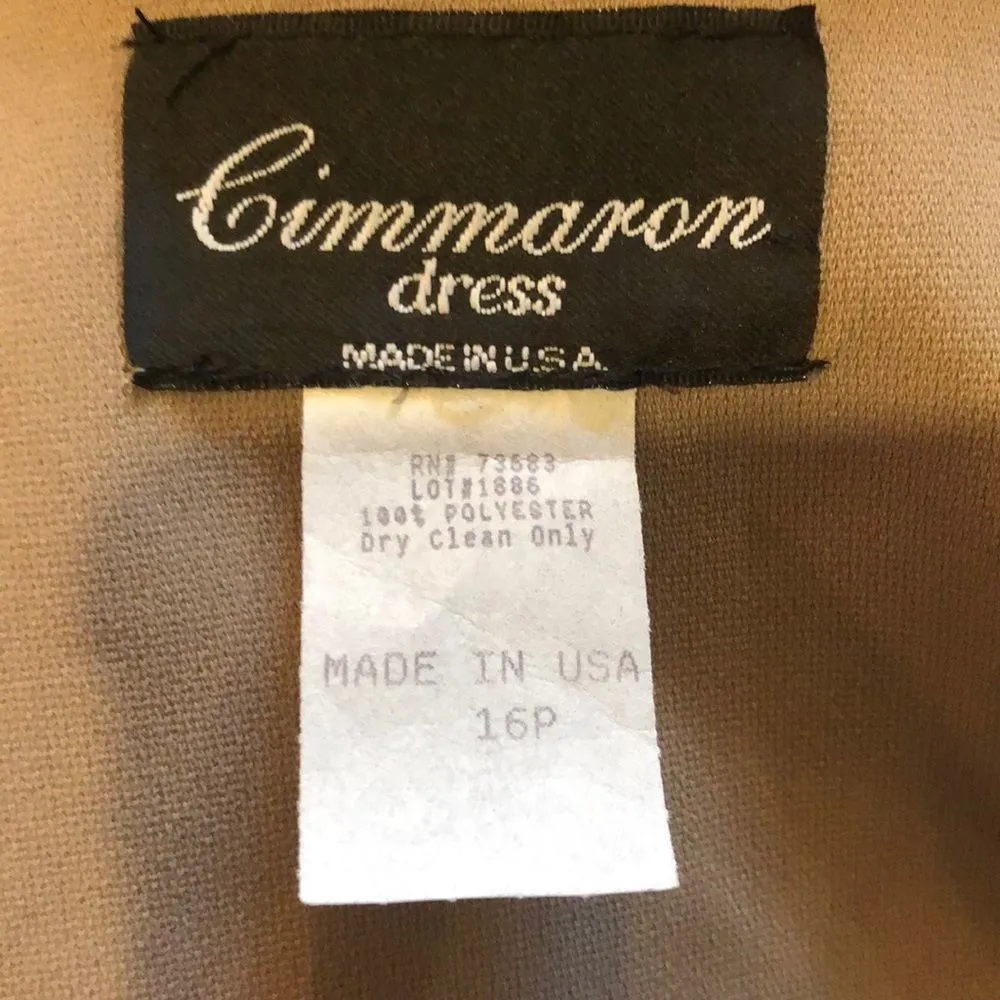 Cimmaron
dress
MADE IN U.S.A.
RN# 73683
LOT#1886
100% POLYESTER
Dry Clean Only
MADE IN USA
16P